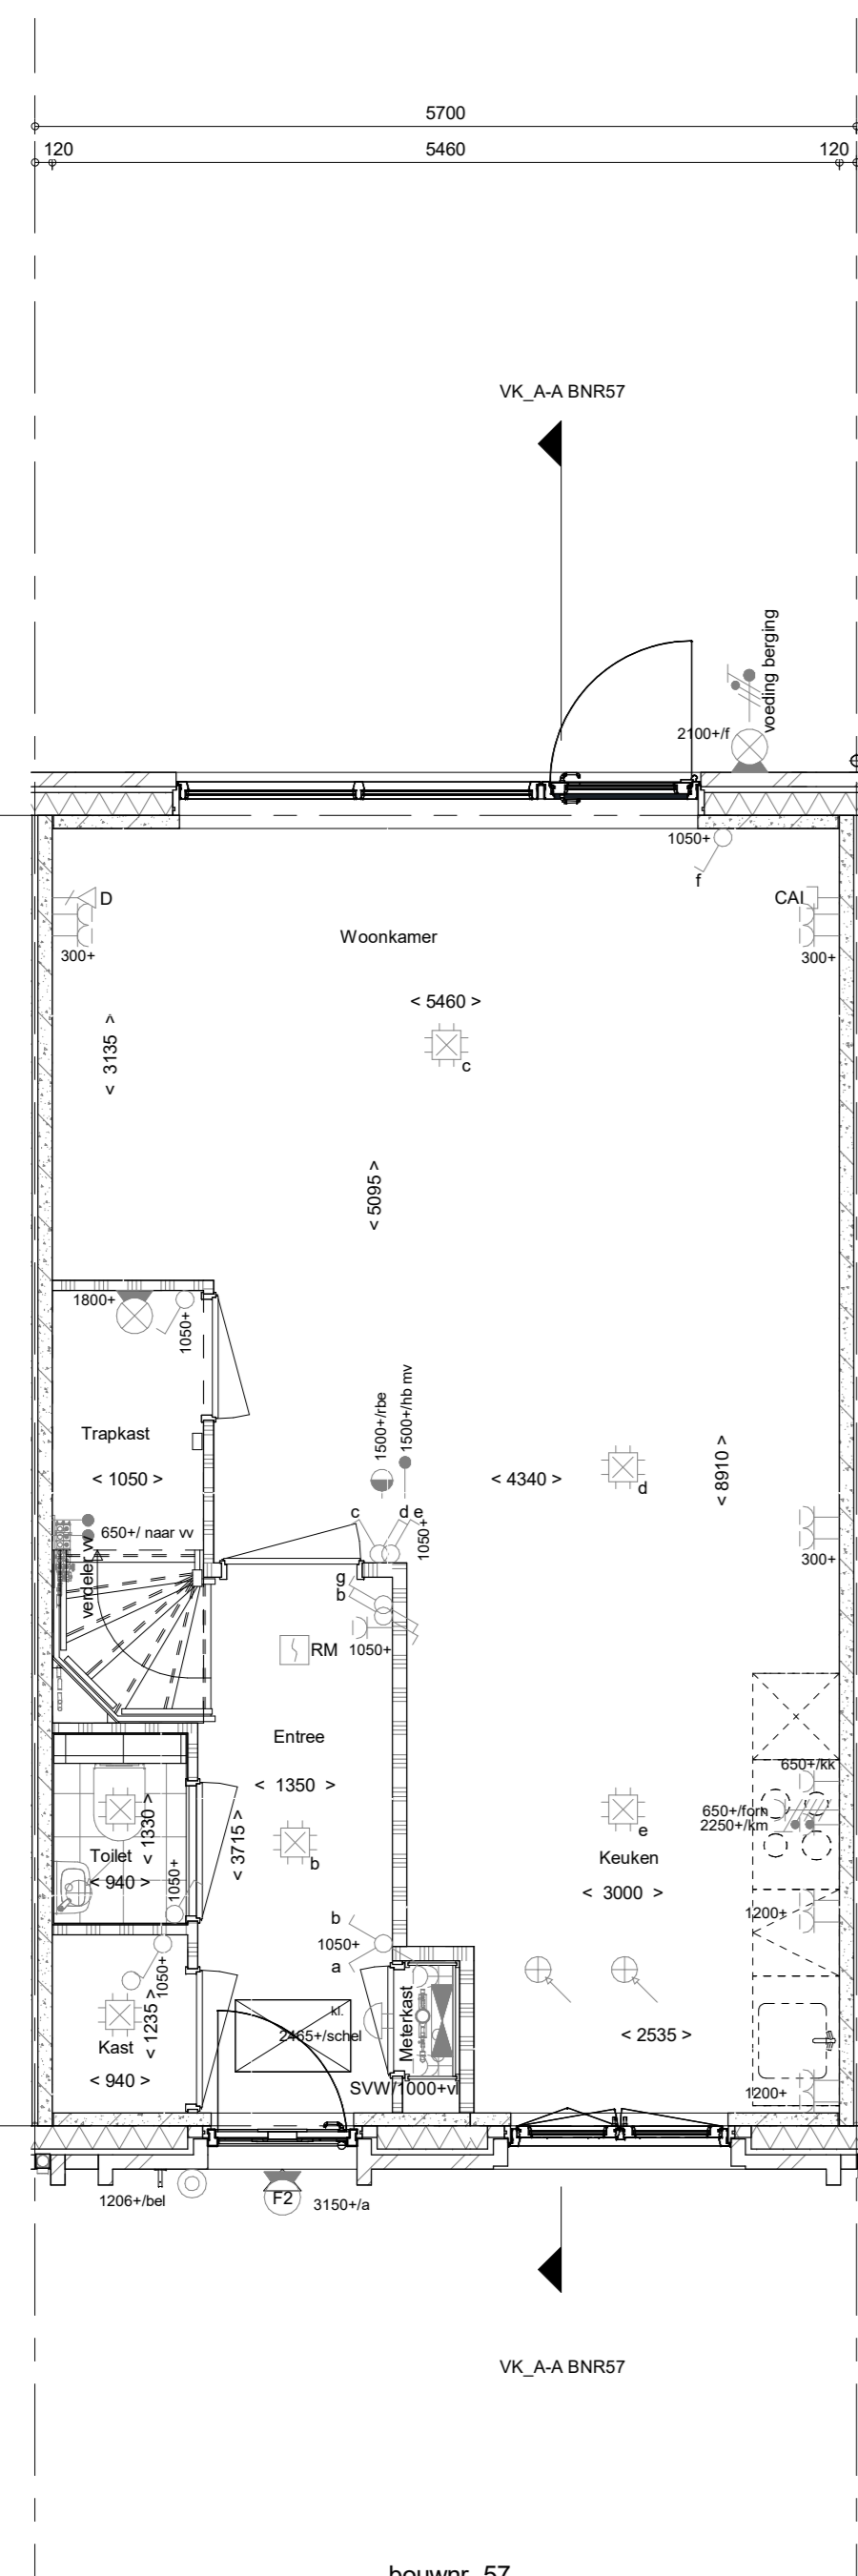 5700
120
5460
120
VK_A-A BNR57
voeding berging
2100+/f
1050+
f
D
CAI
300+
300+
Woonkamer
< 5460 >
c
< 3135 >
< 5095 >
1800+
1050+
Trapkast
< 1050 >
1500+/rbe
1500+/hb mv
< 4340 >
d
< 8910 >
c
d e
1050+
650+/ naar vv
verdeler vv
300+
g
b
1050+
RM
Entree
< 1350 >
650+/kk
650+/forn
2250+/km
< 1330 >
Toilet
< 940 >
1050+
< 3715 >
b
e
Keuken
< 3000 >
1200+
b
1050+
a
1050+
< 1235 >
Kast
< 940 >
kl.
2465+/schel
Meterkast
< 2535 >
SVW/1000+vl
1200+
1206+/bel
F2
3150+/a
VK_A-A BNR57
bouwnr. 57